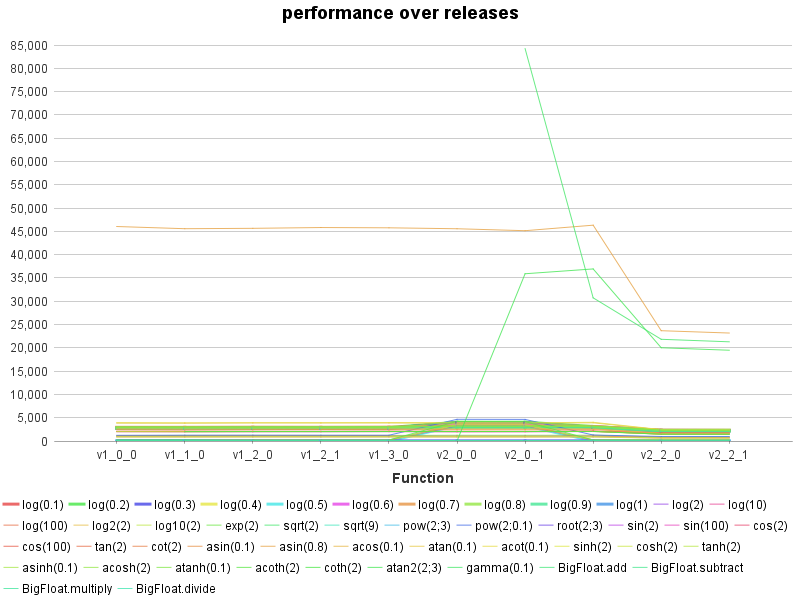 performance over releases
85,000
80,000
75,000
70,000
65,000
60,000
55,000
50,000
45,000
40,000
35,000
30,000
25,000
20,000
15,000
10,000
5,000
0
v1_0_0 v1_1_0 v1_2_0 v1_2_1 v1_3_0 v2_0_0 v2_0_1 v2_1_0 v2_2_0 v2_2_1
Function
log(0.1) log(0.2) log(0.3) log(0.4) log(0.5) log(0.6) log(0.7) log(0.8) log(0.9) log(1) log(2) log(10)
log(100) log2(2) log10(2) exp(2) sqrt(2) sqrt(9) pow(2;3) pow(2;0.1) root(2;3) sin(2) sin(100) cos(2)
cos(100) tan(2) cot(2) asin(0.1) asin(0.8) acos(0.1) atan(0.1) acot(0.1) sinh(2) cosh(2) tanh(2)
asinh(0.1) acosh(2) atanh(0.1) acoth(2) coth(2) atan2(2;3) gamma(0.1) BigFloat.add BigFloat.subtract
BigFloat.multiply BigFloat.divide